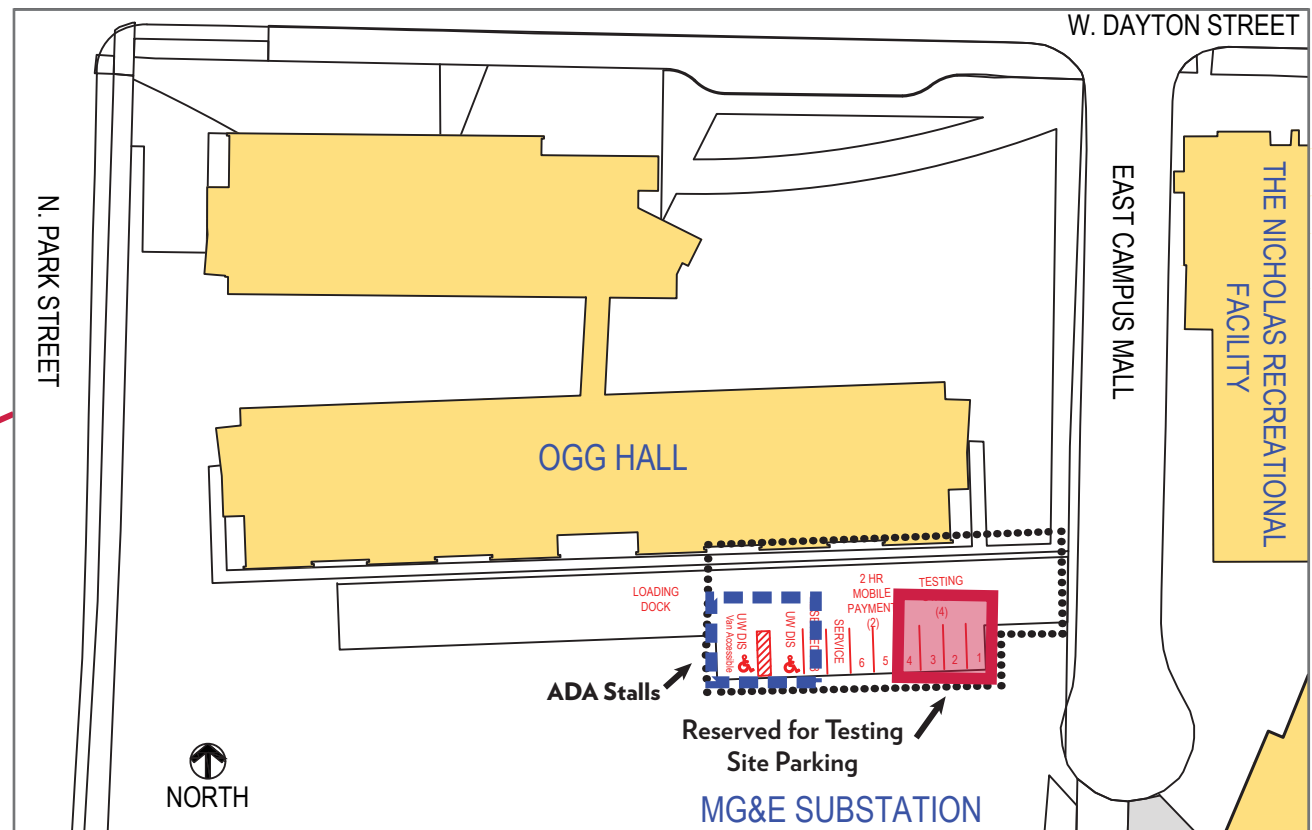 W. DAYTON STREET
N. PARK STREET
EAST CAMPUS MALL
THE NICHOLAS RECREATIONAL
FACILITY
OGG HALL
LOADING
DOCK
2 HR
MOBILE
PAYMENT
(2)
TESTING
(4)
UW DIS
Van Accessible
UW DIS
SERVICE
6
5
4
3
2
1
ADA Stalls
Reserved for Testing
Site Parking
NORTH
MG&E SUBSTATION